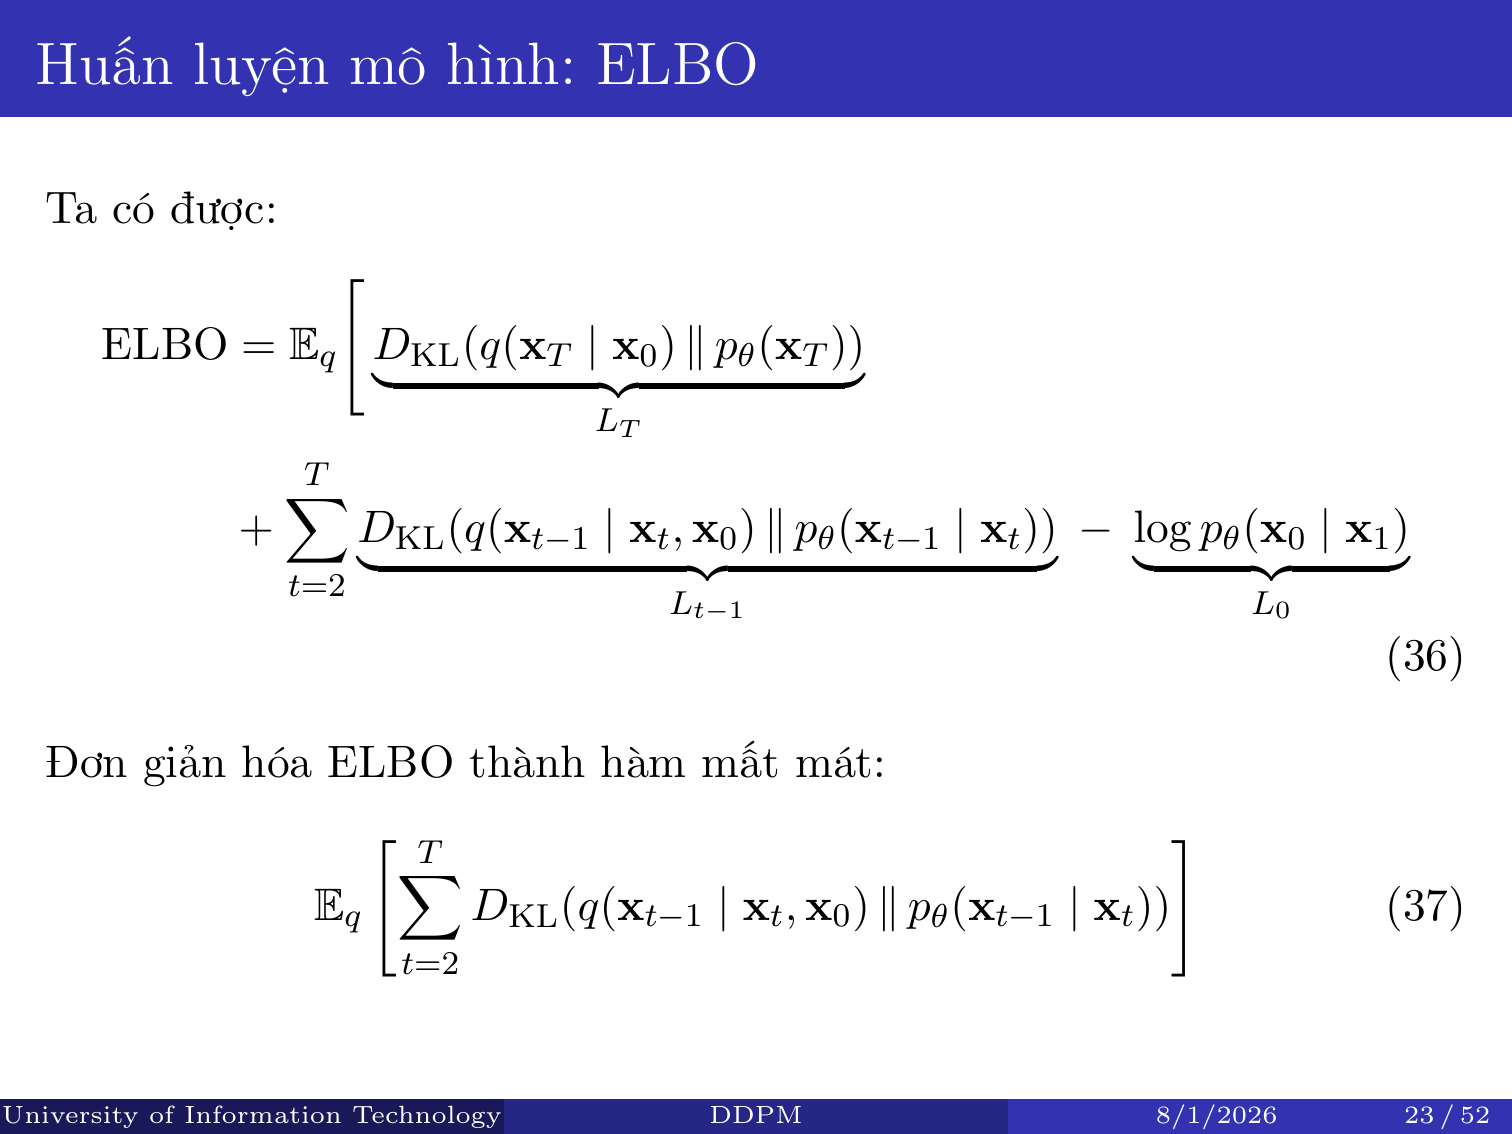 Huấn luyện mô hình: ELBO
Ta có được:
ELBO = 𝔼_q [ D_KL(q(𝐱_T | 𝐱_0) ∥ p_θ(𝐱_T))
L_T
+ ∑_{t=2}^{T} D_KL(q(𝐱_{t−1} | 𝐱_t, 𝐱_0) ∥ p_θ(𝐱_{t−1} | 𝐱_t)) − log p_θ(𝐱_0 | 𝐱_1)
L_{t−1} L_0
(36)
Đơn giản hóa ELBO thành hàm mất mát:
𝔼_q [ ∑_{t=2}^{T} D_KL(q(𝐱_{t−1} | 𝐱_t, 𝐱_0) ∥ p_θ(𝐱_{t−1} | 𝐱_t)) ] (37)
University of Information Technology DDPM 8/1/2026 23 / 52